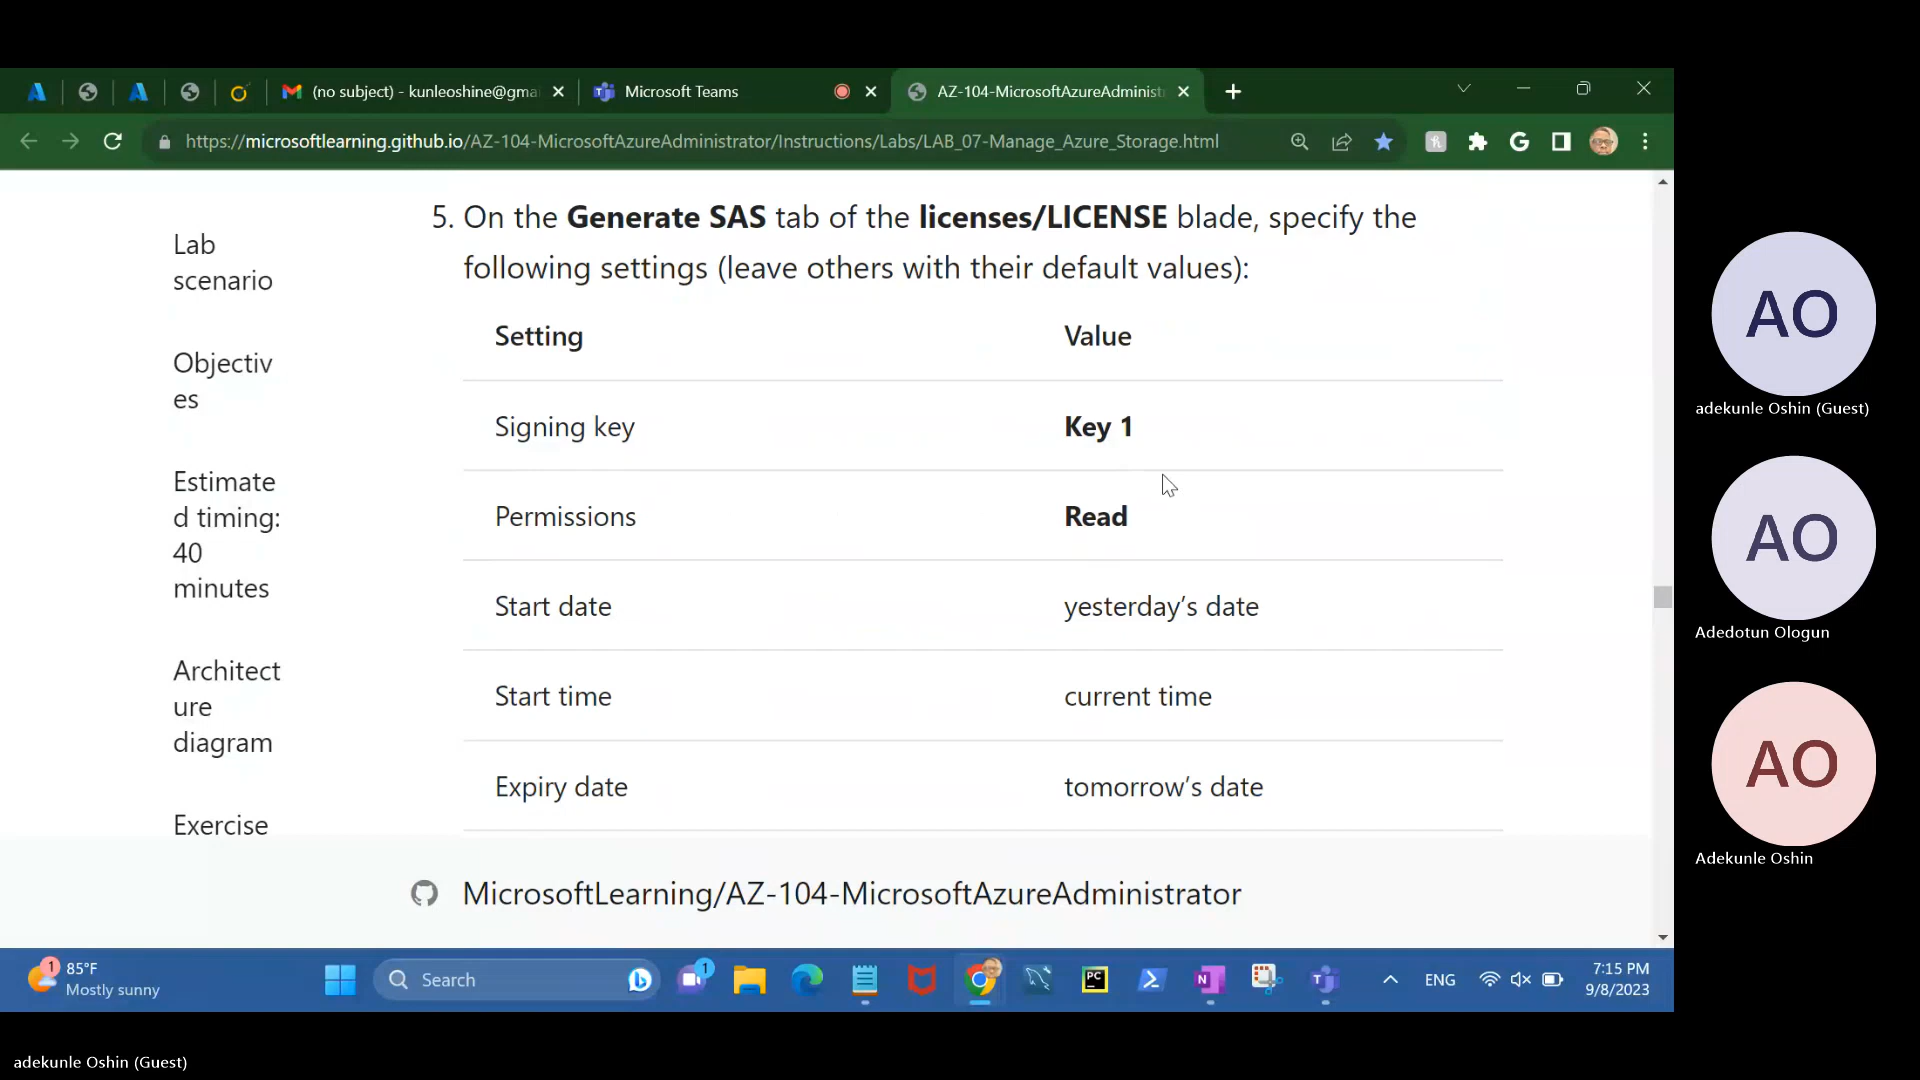 (no subject) - kunleoshine@gma
Microsoft Teams
AZ-104-MicrosoftAzureAdminist
https://microsoftlearning.github.io/AZ-104-MicrosoftAzureAdministrator/Instructions/Labs/LAB_07-Manage_Azure_Storage.html
Lab
scenario
Objectiv
es
Estimate
d timing:
40
minutes
Architect
ure
diagram
Exercise
5. On the Generate SAS tab of the licenses/LICENSE blade, specify the
following settings (leave others with their default values):
Setting Value
Signing key Key 1
Permissions Read
Start date yesterday’s date
Start time current time
Expiry date tomorrow’s date
MicrosoftLearning/AZ-104-MicrosoftAzureAdministrator
AO
adekunle Oshin (Guest)
AO
Adedotun Ologun
AO
Adekunle Oshin
1
85°F
Mostly sunny
Search
1
PC
N
T
ENG
7:15 PM
9/8/2023
adekunle Oshin (Guest)